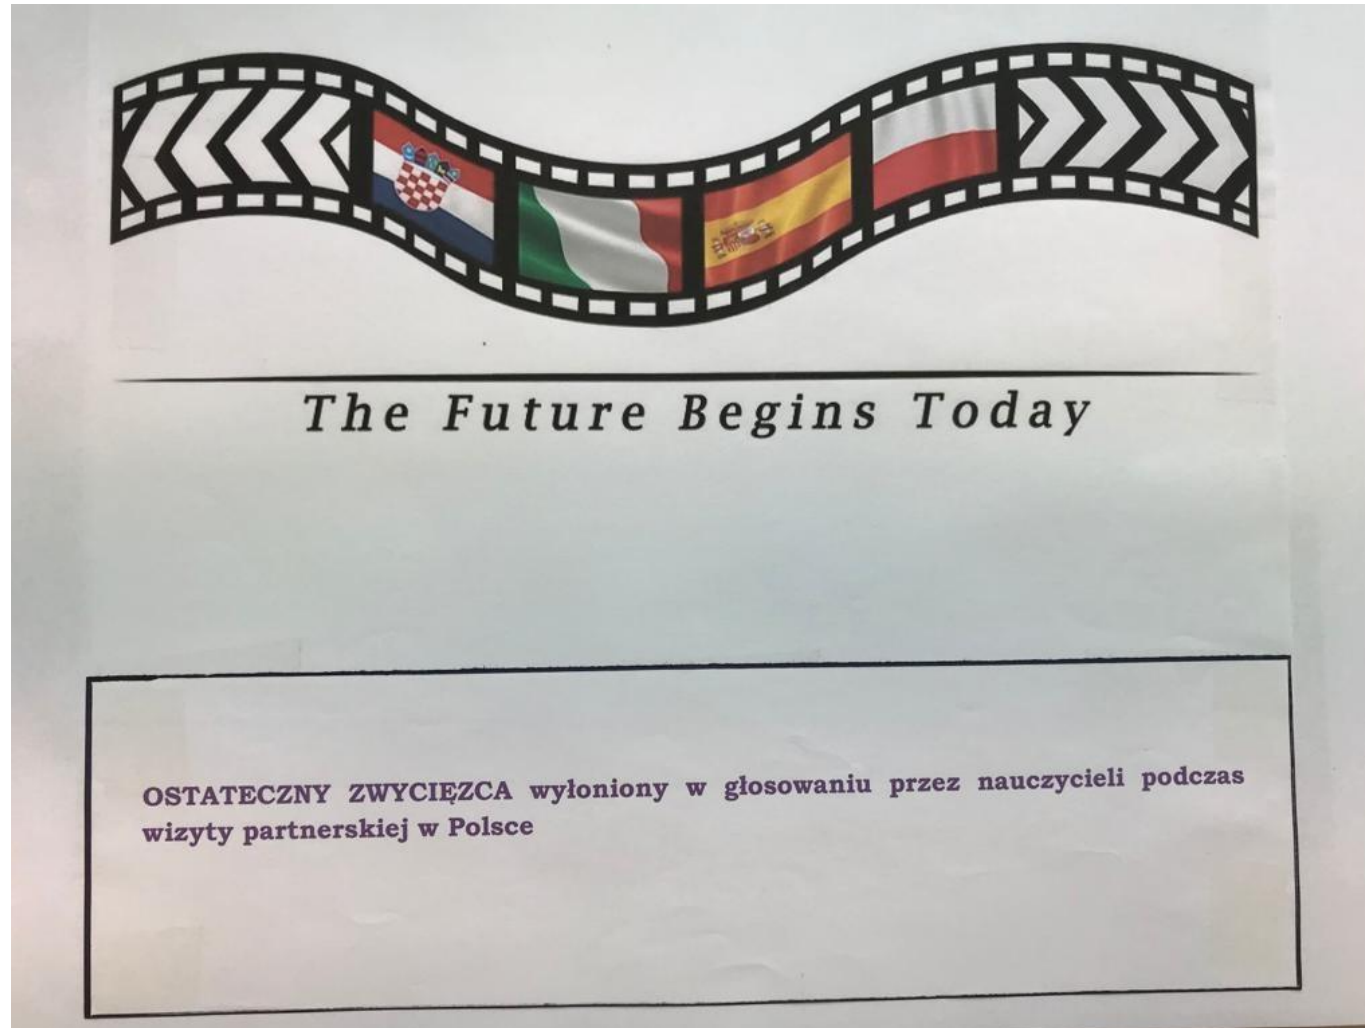 The Future Begins Today
OSTATECZNY ZWYCIĘZCA wyłoniony w głosowaniu przez nauczycieli podczas
wizyty partnerskiej w Polsce